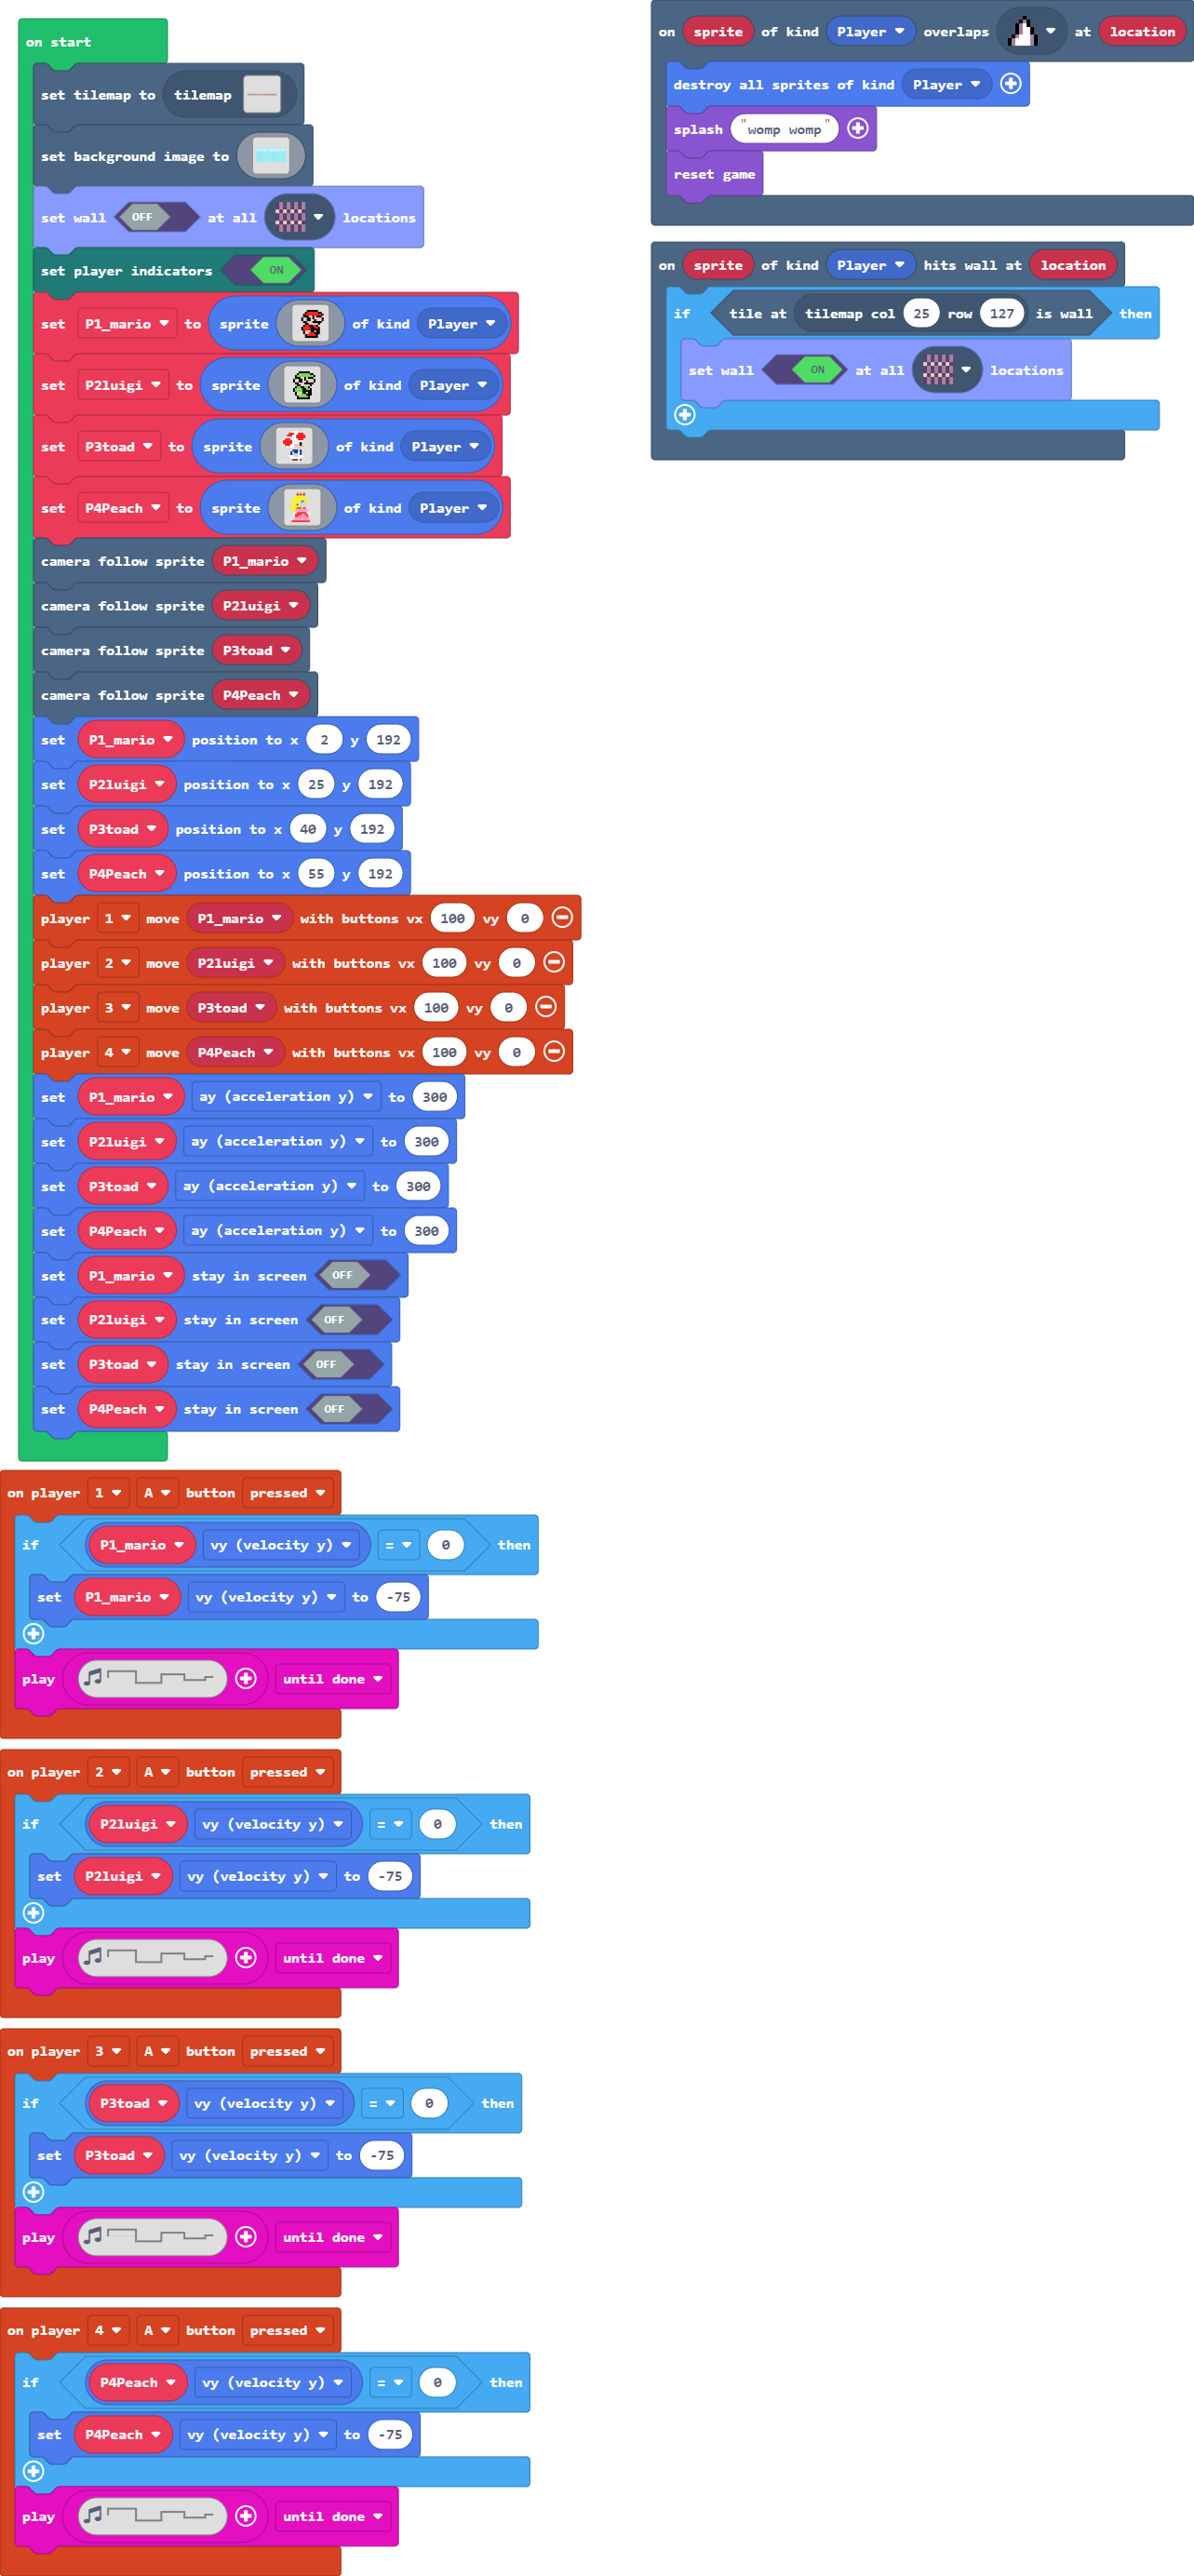 on start
set tilemap to tilemap
set background image to
set wall OFF at all locations
set player indicators ON
set P1_mario to sprite of kind Player
set P2luigi to sprite of kind Player
set P3toad to sprite of kind Player
set P4Peach to sprite of kind Player
camera follow sprite P1_mario
camera follow sprite P2luigi
camera follow sprite P3toad
camera follow sprite P4Peach
set P1_mario position to x 2 y 192
set P2luigi position to x 25 y 192
set P3toad position to x 40 y 192
set P4Peach position to x 55 y 192
player 1 move P1_mario with buttons vx 100 vy 0
player 2 move P2luigi with buttons vx 100 vy 0
player 3 move P3toad with buttons vx 100 vy 0
player 4 move P4Peach with buttons vx 100 vy 0
set P1_mario ay (acceleration y) to 300
set P2luigi ay (acceleration y) to 300
set P3toad ay (acceleration y) to 300
set P4Peach ay (acceleration y) to 300
set P1_mario stay in screen OFF
set P2luigi stay in screen OFF
set P3toad stay in screen OFF
set P4Peach stay in screen OFF
on player 1 A button pressed
if P1_mario vy (velocity y) = 0 then
set P1_mario vy (velocity y) to -75
play until done
on player 2 A button pressed
if P2luigi vy (velocity y) = 0 then
set P2luigi vy (velocity y) to -75
play until done
on player 3 A button pressed
if P3toad vy (velocity y) = 0 then
set P3toad vy (velocity y) to -75
play until done
on player 4 A button pressed
if P4Peach vy (velocity y) = 0 then
set P4Peach vy (velocity y) to -75
play until done
on sprite of kind Player overlaps at location
destroy all sprites of kind Player
splash "womp womp"
reset game
on sprite of kind Player hits wall at location
if tile at tilemap col 25 row 127 is wall then
set wall ON at all locations